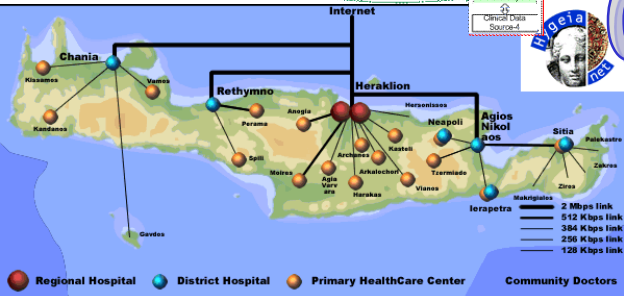 Internet
Clinical Data
Source-4
Hygeia
net
Chania
Kissamos
Vamos
Kandanos
Gavdos
Rethymno
Perama
Spili
Heraklion
Hersonissos
Anogia
Kasteli
Archanes
Arkalochori
Moires
Agia
Varv
ara
Harakas
Vianos
Neapoli
Agios
Nikol
aos
Tzermiado
Ierapetra
Sitia
Palekastro
Zakros
Ziros
Makrigialos
2 Mbps link
512 Kbps link
384 Kbps link
256 Kbps link
128 Kbps link
Regional Hospital
District Hospital
Primary HealthCare Center
Community Doctors